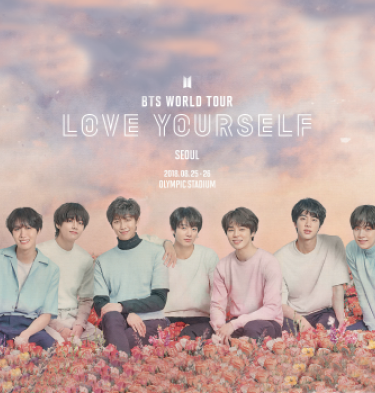 BTS WORLD TOUR
LOVE YOURSELF
SEOUL
2018.08.25-26
OLYMPIC STADIUM